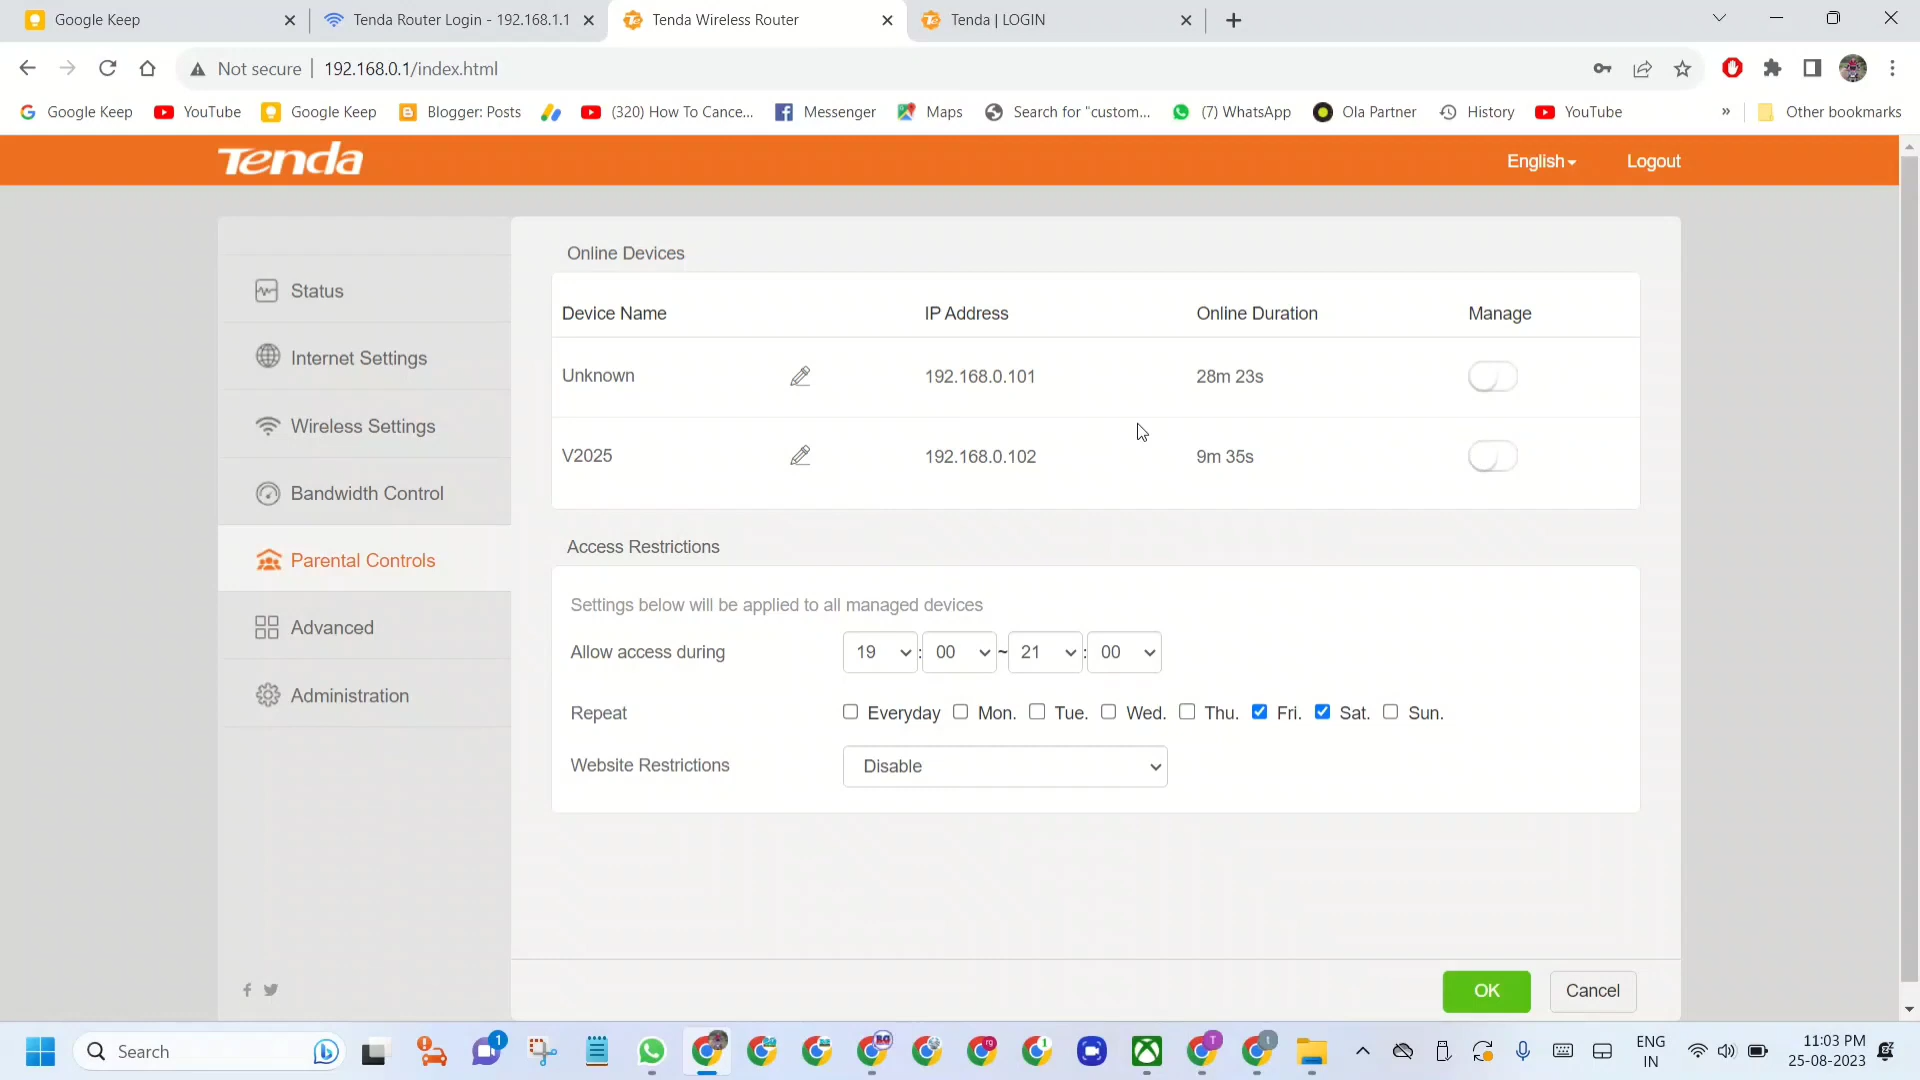 Google Keep
Tenda Router Login - 192.168.1.1
Tenda Wireless Router
Tenda | LOGIN
Not secure
192.168.0.1/index.html
Google Keep
YouTube
Google Keep
Blogger: Posts
(320) How To Cance...
Messenger
Maps
Search for "custom...
(7) WhatsApp
Ola Partner
History
YouTube
»
Other bookmarks
Tenda
English
Logout
Status
Internet Settings
Wireless Settings
Bandwidth Control
Parental Controls
Advanced
Administration
Online Devices
Device Name IP Address Online Duration Manage
Unknown 192.168.0.101 28m 23s
V2025 192.168.0.102 9m 35s
Access Restrictions
Settings below will be applied to all managed devices
Allow access during 19 : 00 ~ 21 : 00
Repeat Everyday Mon. Tue. Wed. Thu. Fri. Sat. Sun.
Website Restrictions Disable
OK
Cancel
Search
1
ENG
IN
11:03 PM
25-08-2023